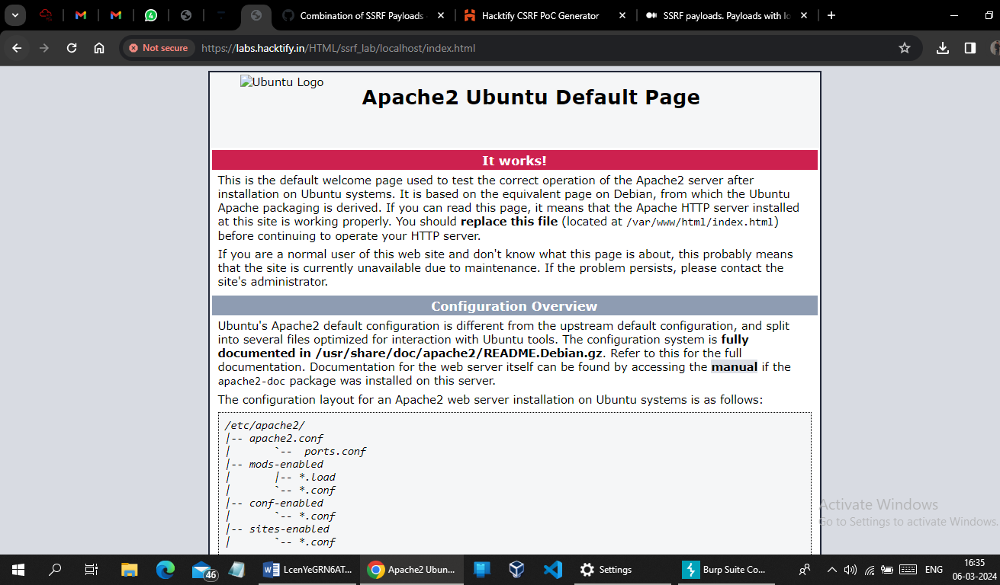 Combination of SSRF Payloads
Hacktify CSRF PoC Generator
SSRF payloads. Payloads with lo
4
Not secure
https://labs.hacktify.in/HTML/ssrf_lab/localhost/index.html
Ubuntu Logo
Apache2 Ubuntu Default Page
It works!
This is the default welcome page used to test the correct operation of the Apache2 server after
installation on Ubuntu systems. It is based on the equivalent page on Debian, from which the Ubuntu
Apache packaging is derived. If you can read this page, it means that the Apache HTTP server installed
at this site is working properly. You should replace this file (located at /var/www/html/index.html)
before continuing to operate your HTTP server.
If you are a normal user of this web site and don't know what this page is about, this probably means
that the site is currently unavailable due to maintenance. If the problem persists, please contact the
site's administrator.
Configuration Overview
Ubuntu's Apache2 default configuration is different from the upstream default configuration, and split
into several files optimized for interaction with Ubuntu tools. The configuration system is fully
documented in /usr/share/doc/apache2/README.Debian.gz. Refer to this for the full
documentation. Documentation for the web server itself can be found by accessing the manual if the
apache2-doc package was installed on this server.
The configuration layout for an Apache2 web server installation on Ubuntu systems is as follows:
/etc/apache2/
|-- apache2.conf
|       `--  ports.conf
|-- mods-enabled
|       |-- *.load
|       `-- *.conf
|-- conf-enabled
|       `-- *.conf
|-- sites-enabled
|       `-- *.conf
Activate Windows
Go to Settings to activate Windows.
46
LcenYeGRN6AT...
Apache2 Ubun...
Settings
Burp Suite Co...
ENG
16:35
06-03-2024